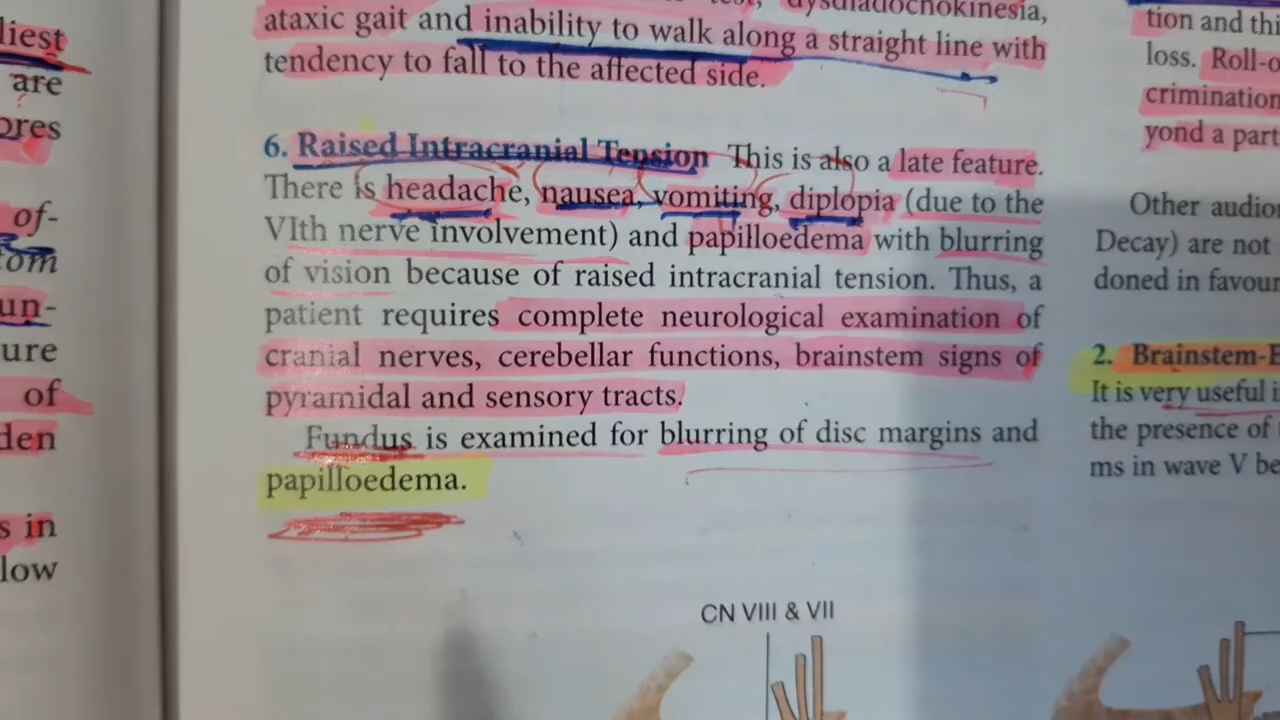 liest
are
ores
of-
tom
un-
ure
of
den
s in
low
ataxic gait and inability to walk along a straight line with
tendency to fall to the affected side.
6. Raised Intracranial Tension This is also a late feature.
There is headache, nausea, vomiting, diplopia (due to the
VIth nerve involvement) and papilloedema with blurring
of vision because of raised intracranial tension. Thus, a
patient requires complete neurological examination of
cranial nerves, cerebellar functions, brainstem signs of
pyramidal and sensory tracts.
Fundus is examined for blurring of disc margins and
papilloedema.
CN VIII & VII
tion and thi
loss. Roll-o
crimination
yond a part
Other audion
Decay) are not
doned in favour
2. Brainstem-E
It is very useful i
the presence of
ms in wave V be